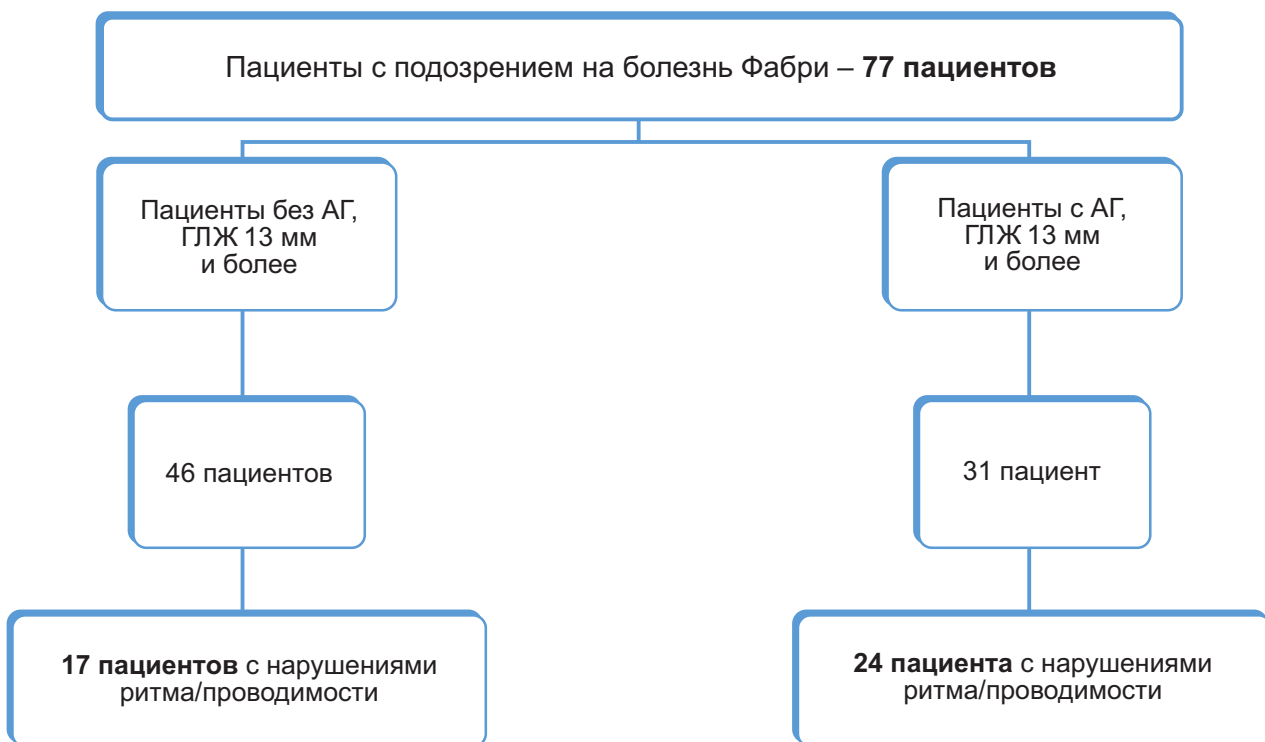 Пациенты с подозрением на болезнь Фабри – 77 пациентов
Пациенты без АГ,
ГЛЖ 13 мм
и более
Пациенты с АГ,
ГЛЖ 13 мм
и более
46 пациентов
31 пациент
17 пациентов с нарушениями
ритма/проводимости
24 пациента с нарушениями
ритма/проводимости